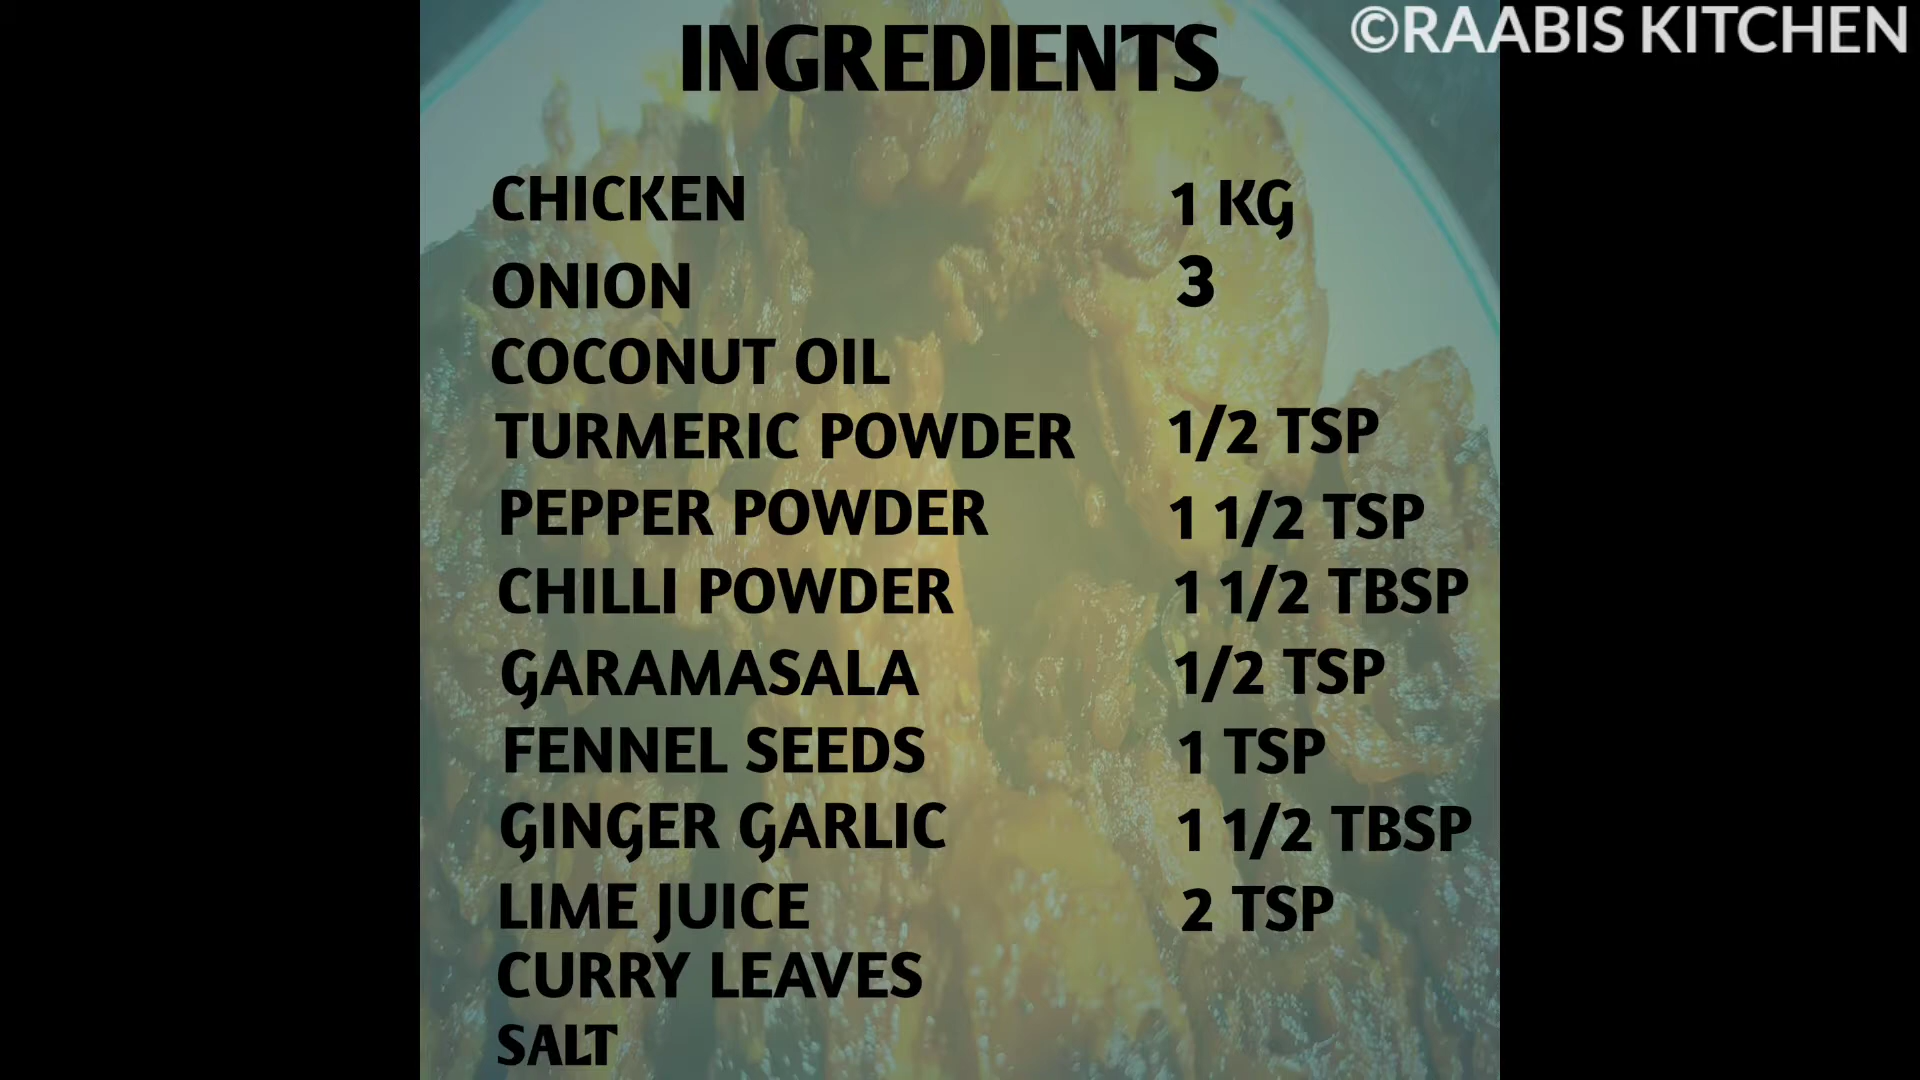 ©RAABIS KITCHEN
INGREDIENTS
CHICKEN 1 KG
ONION 3
COCONUT OIL
TURMERIC POWDER 1/2 TSP
PEPPER POWDER 1 1/2 TSP
CHILLI POWDER 1 1/2 TBSP
GARAMASALA 1/2 TSP
FENNEL SEEDS 1 TSP
GINGER GARLIC 1 1/2 TBSP
LIME JUICE 2 TSP
CURRY LEAVES
SALT